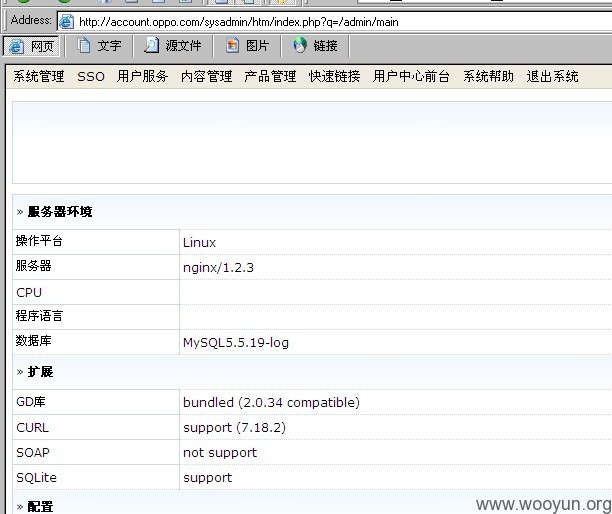 Address: http://account.oppo.com/sysadmin/htm/index.php?q=/admin/main
网页 文字 源文件 图片 链接
系统管理 SSO 用户服务 内容管理 产品管理 快速链接 用户中心前台 系统帮助 退出系统
» 服务器环境
操作平台 Linux
服务器 nginx/1.2.3
CPU
程序语言
数据库 MySQL5.5.19-log
» 扩展
GD库 bundled (2.0.34 compatible)
CURL support (7.18.2)
SOAP not support
SQLite support
» 配置
www.wooyun.org